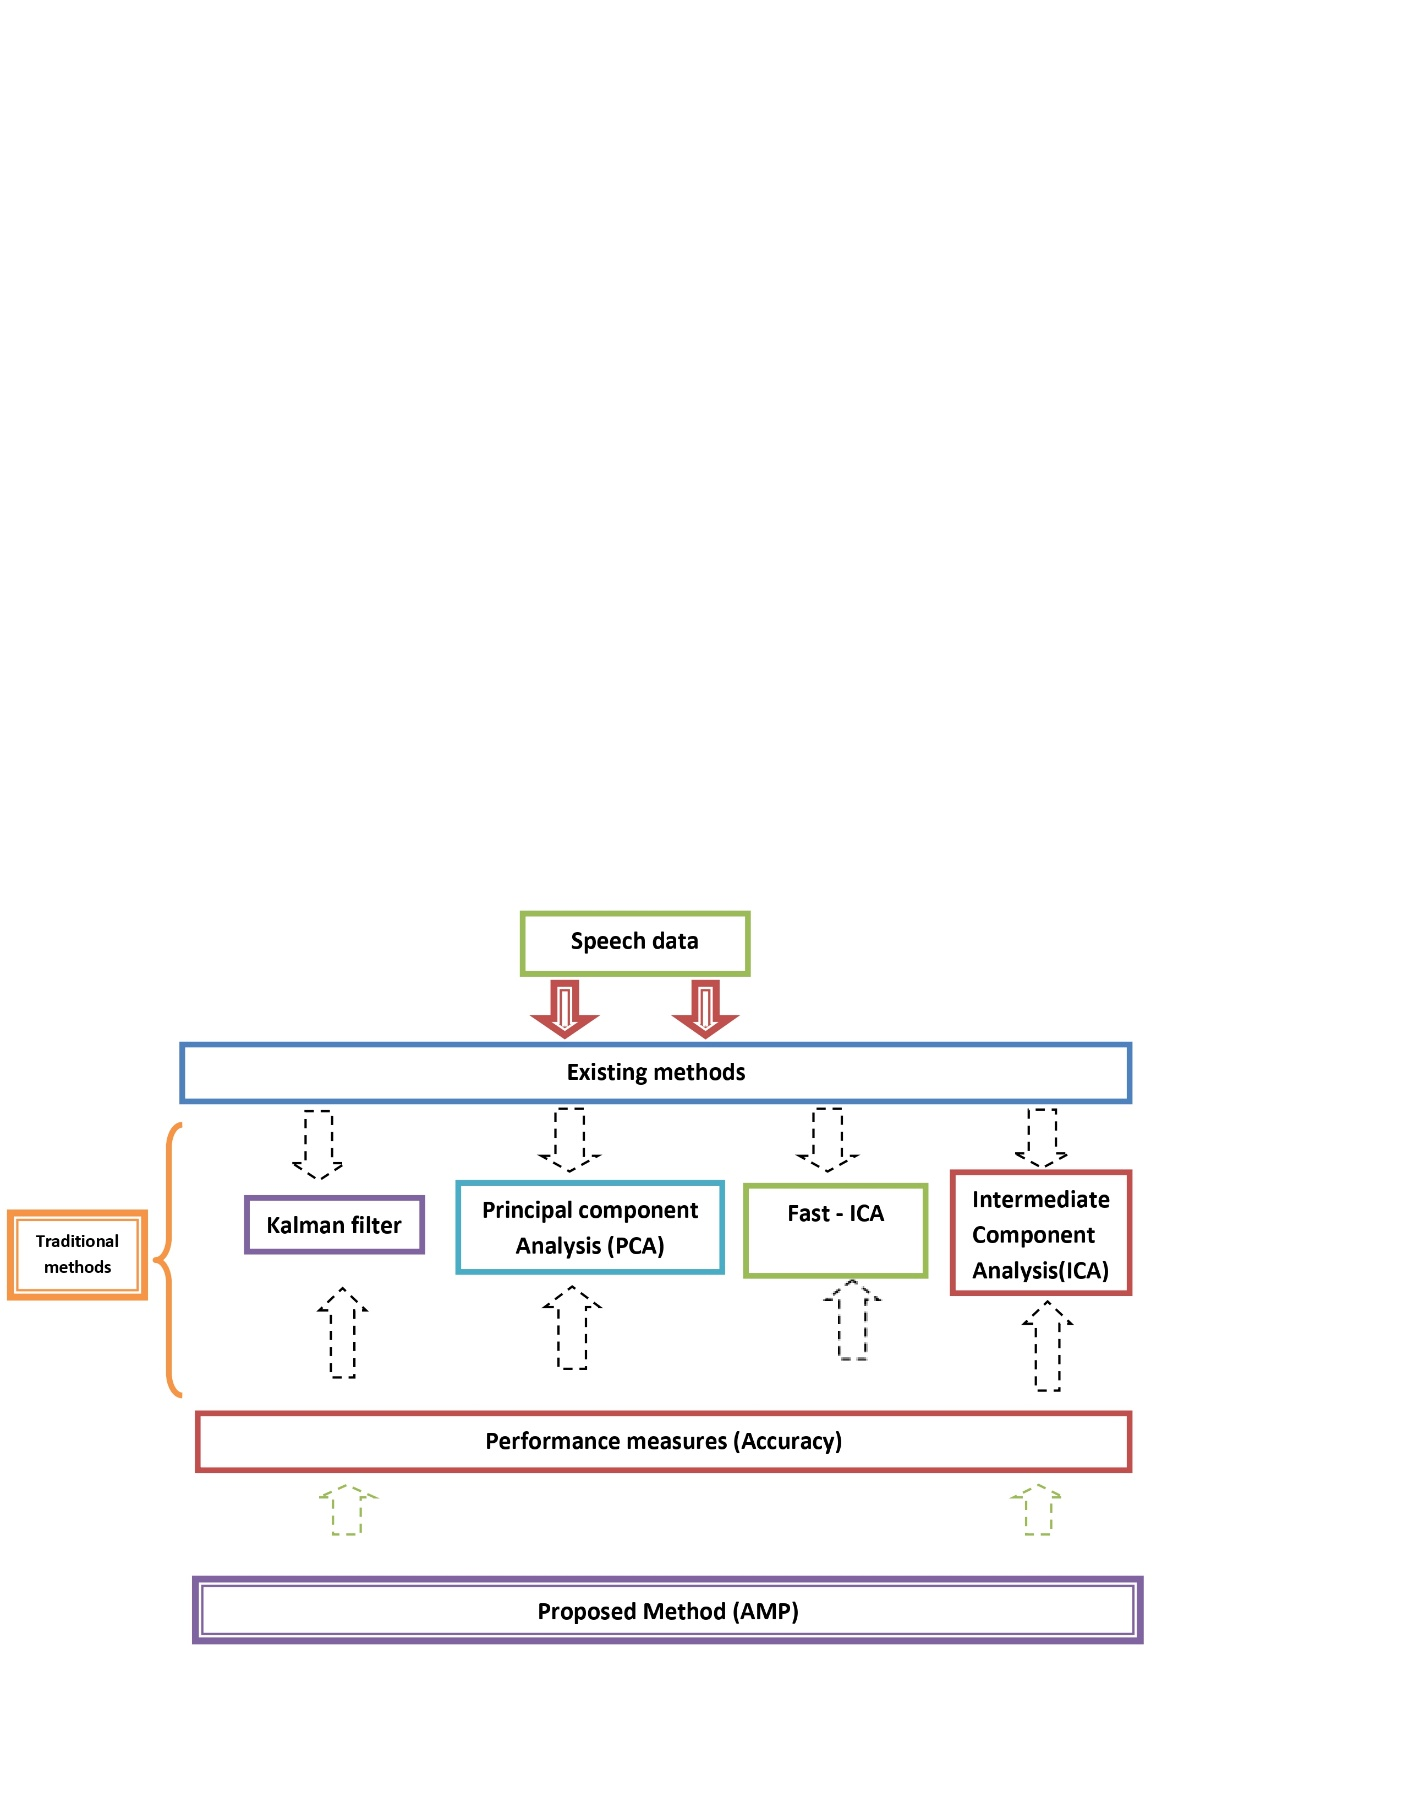 Speech data
Existing methods
Traditional
methods
Kalman filter
Principal component
Analysis (PCA)
Fast - ICA
Intermediate
Component
Analysis(ICA)
Performance measures (Accuracy)
Proposed Method (AMP)